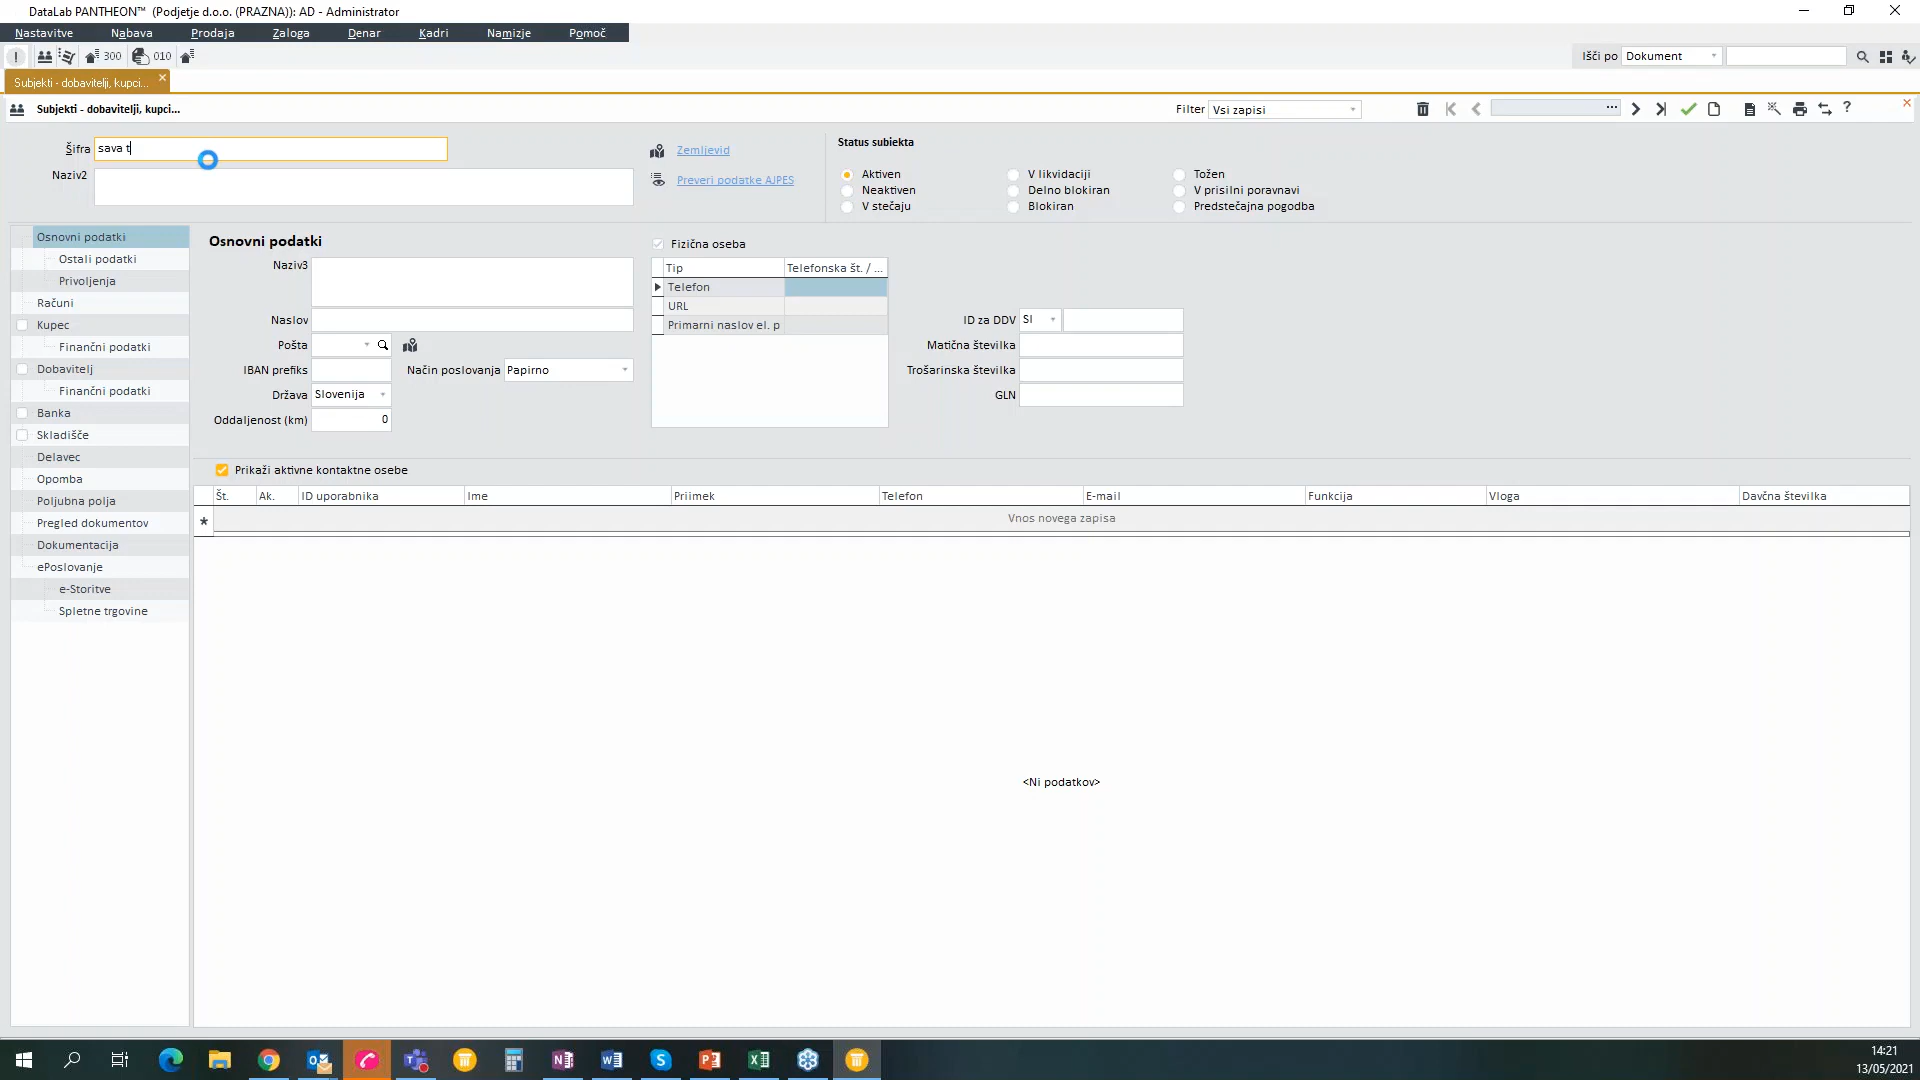 DataLab PANTHEON™ (Podjetje d.o.o. (PRAZNA)): AD - Administrator
Nastavitve Nabava Prodaja Zaloga Denar Kadri Namizje Pomoč
300 010 Išči po Dokument
Subjekti - dobavitelji, kupci...
Subjekti - dobavitelji, kupci... Filter Vsi zapisi
Šifra sava t
Naziv2
Zemljevid
Preveri podatke AJPES
Status subjekta
Aktiven V likvidaciji Tožen
Neaktiven Delno blokiran V prisilni poravnavi
V stečaju Blokiran Predstečajna pogodba
Osnovni podatki
Ostali podatki
Privoljenja
Računi
Kupec
Finančni podatki
Dobavitelj
Finančni podatki
Banka
Skladišče
Delavec
Opomba
Poljubna polja
Pregled dokumentov
Dokumentacija
ePoslovanje
e-Storitve
Spletne trgovine
Osnovni podatki
Naziv3
Naslov
Pošta
IBAN prefiks Način poslovanja Papirno
Država Slovenija
Oddaljenost (km) 0
Fizična oseba
Tip Telefonska št. / ...
Telefon
URL
Primarni naslov el. p
ID za DDV SI
Matična številka
Trošarinska številka
GLN
Prikaži aktivne kontaktne osebe
Št. Ak. ID uporabnika Ime Priimek Telefon E-mail Funkcija Vloga Davčna številka
Vnos novega zapisa
<Ni podatkov>
14:21
13/05/2021